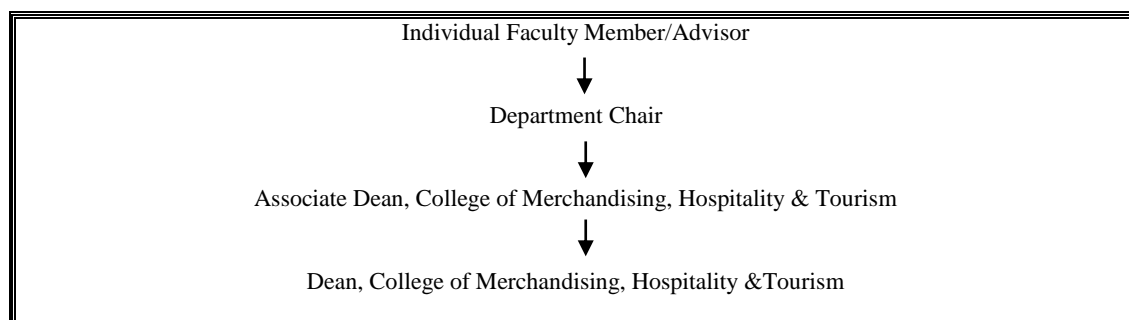 Individual Faculty Member/Advisor
Department Chair
Associate Dean, College of Merchandising, Hospitality & Tourism
Dean, College of Merchandising, Hospitality &Tourism